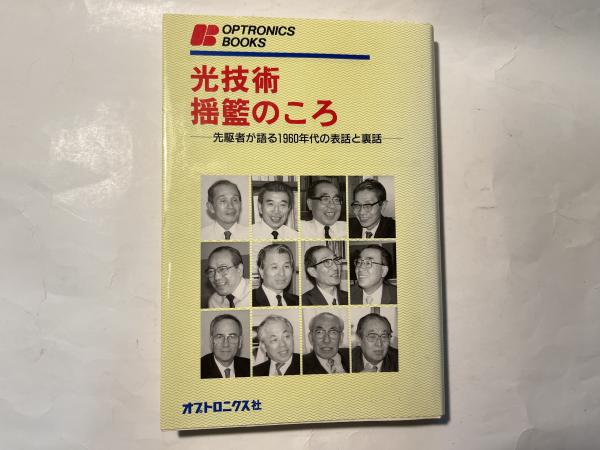 OPTRONICS
BOOKS
光技術
揺籃のころ
先駆者が語る1960年代の表話と裏話
オプトロニクス社